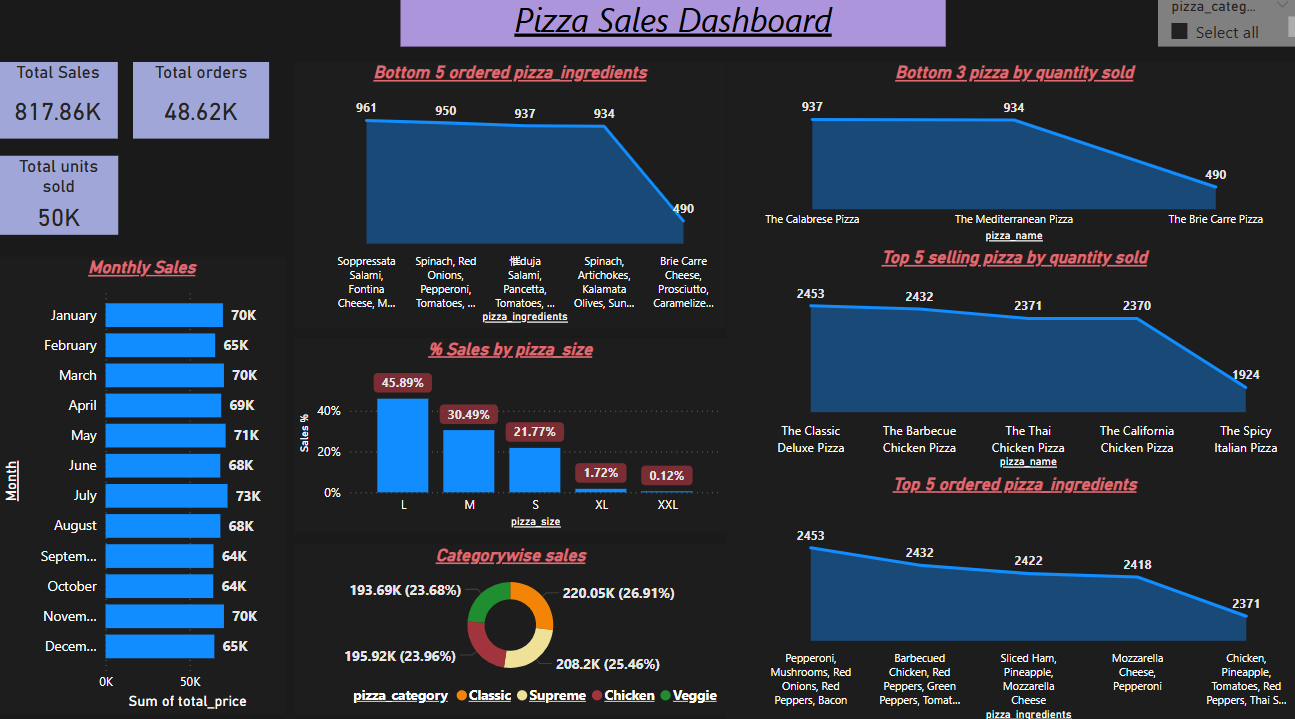 Pizza Sales Dashboard
pizza_categ...
Select all
Total Sales
817.86K
Total orders
48.62K
Total units
sold
50K
Monthly Sales
Month
January
70K
February
65K
March
70K
April
69K
May
71K
June
68K
July
73K
August
68K
Septem...
64K
October
64K
Novem...
70K
Decem...
65K
0K
50K
Sum of total_price
Bottom 5 ordered pizza_ingredients
961
950
937
934
490
Soppressata
Salami,
Fontina
Cheese, M...
Spinach, Red
Onions,
Pepperoni,
Tomatoes, ...
慛duja
Salami,
Pancetta,
Tomatoes, ...
Spinach,
Artichokes,
Kalamata
Olives, Sun...
Brie Carre
Cheese,
Prosciutto,
Caramelize...
pizza_ingredients
% Sales by pizza_size
Sales %
40%
20%
0%
45.89%
30.49%
21.77%
1.72%
0.12%
L
M
S
XL
XXL
pizza_size
Categorywise sales
193.69K (23.68%)
220.05K (26.91%)
195.92K (23.96%)
208.2K (25.46%)
pizza_category
Classic
Supreme
Chicken
Veggie
Bottom 3 pizza by quantity sold
937
934
490
The Calabrese Pizza
The Mediterranean Pizza
The Brie Carre Pizza
pizza_name
Top 5 selling pizza by quantity sold
2453
2432
2371
2370
1924
The Classic
Deluxe Pizza
The Barbecue
Chicken Pizza
The Thai
Chicken Pizza
The California
Chicken Pizza
The Spicy
Italian Pizza
pizza_name
Top 5 ordered pizza_ingredients
2453
2432
2422
2418
2371
Pepperoni,
Mushrooms, Red
Onions, Red
Peppers, Bacon
Barbecued
Chicken, Red
Peppers, Green
Peppers, Tomat...
Sliced Ham,
Pineapple,
Mozzarella
Cheese
Mozzarella
Cheese,
Pepperoni
Chicken,
Pineapple,
Tomatoes, Red
Peppers, Thai S...
pizza_ingredients